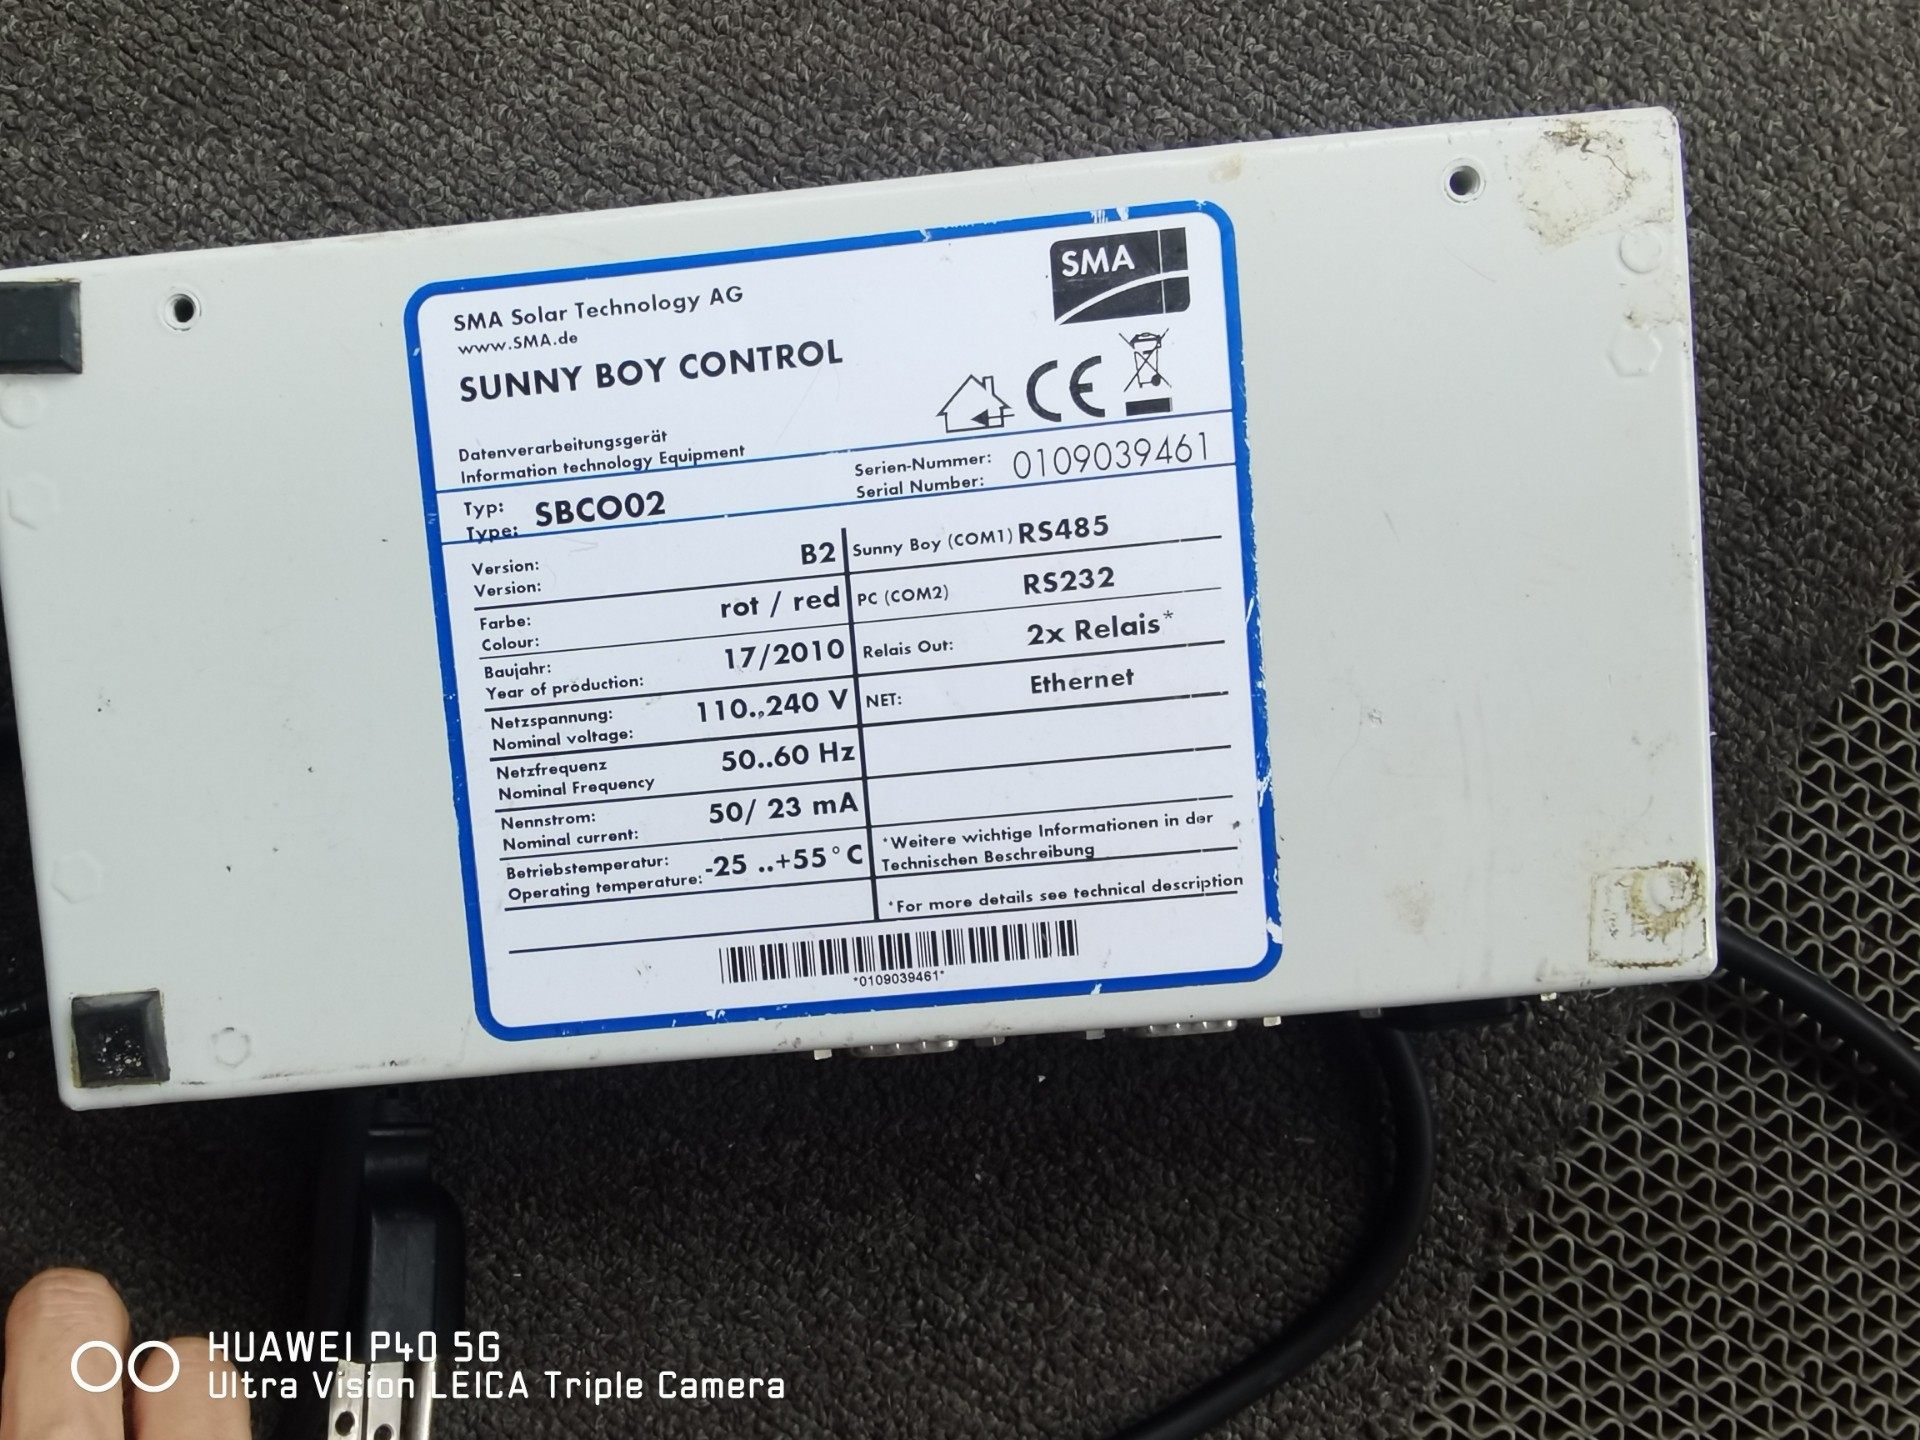 SMA
SMA Solar Technology AG
www.SMA.de
SUNNY BOY CONTROL
CE
Datenverarbeitungsgerät
Information technology Equipment
Typ:
Type: SBCO02
Serien-Nummer:
Serial Number: 0109039461
Version:
Version: B2
Farbe:
Colour: rot / red
Baujahr:
Year of production: 17/2010
Netzspannung:
Nominal voltage: 110..240 V
Netzfrequenz
Nominal Frequency 50..60 Hz
Nennstrom:
Nominal current: 50/ 23 mA
Betriebstemperatur:
Operating temperature: -25 ..+55°C
Sunny Boy (COM1) RS485
PC (COM2) RS232
Relais Out: 2x Relais*
NET: Ethernet
*Weitere wichtige Informationen in der
Technischen Beschreibung
*For more details see technical description
*0109039461*
HUAWEI P40 5G
Ultra Vision LEICA Triple Camera